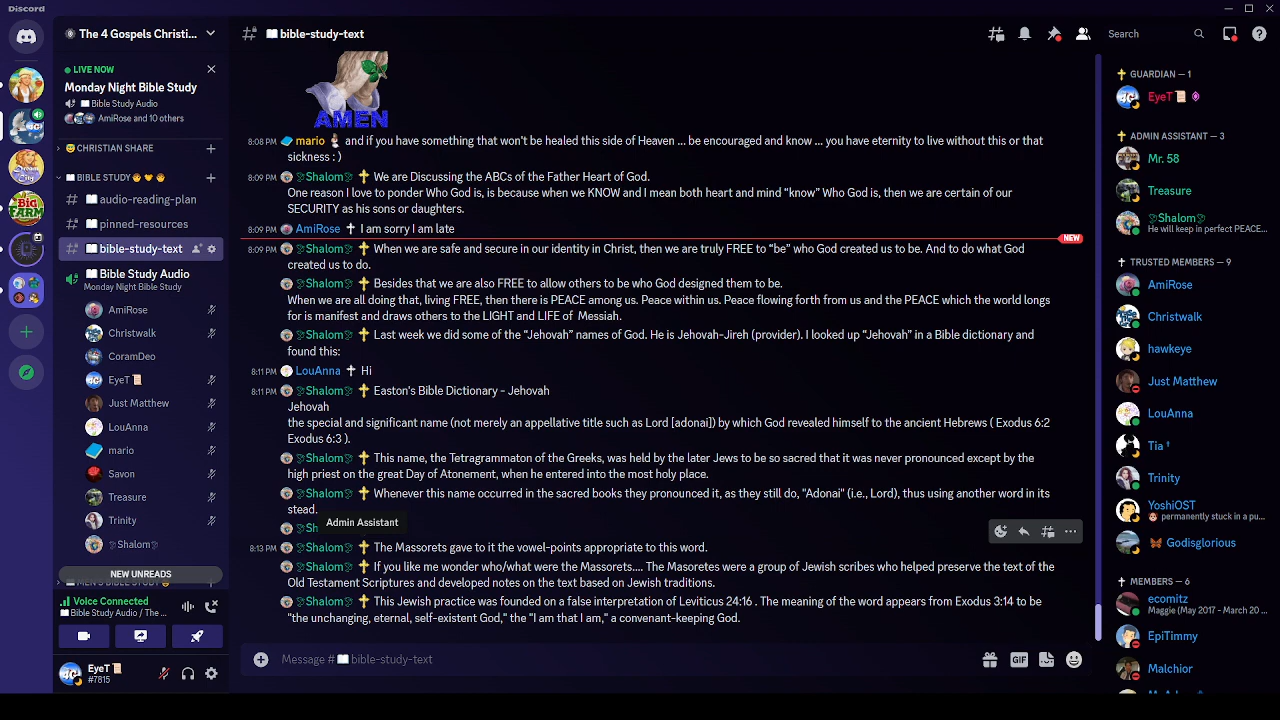 Discord
The 4 Gospels Christi...
bible-study-text
Search
LIVE NOW
Monday Night Bible Study
Bible Study Audio
AmiRose and 10 others
CHRISTIAN SHARE
BIBLE STUDY
audio-reading-plan
pinned-resources
bible-study-text
Bible Study Audio
Monday Night Bible Study
AmiRose
Christwalk
CoramDeo
EyeT
Just Matthew
LouAnna
mario
Savon
Treasure
Trinity
Shalom
NEW UNREADS
Voice Connected
Bible Study Audio / The ...
EyeT
#7815
BIG FARM
AMEN
8:08 PM mario and if you have something that won't be healed this side of Heaven ... be encouraged and know ... you have eternity to live without this or that
sickness : )
8:09 PM Shalom We are Discussing the ABCs of the Father Heart of God.
One reason I love to ponder Who God is, is because when we KNOW and I mean both heart and mind “know” Who God is, then we are certain of our
SECURITY as his sons or daughters.
8:09 PM AmiRose I am sorry I am late
NEW
8:09 PM Shalom When we are safe and secure in our identity in Christ, then we are truly FREE to “be” who God created us to be. And to do what God
created us to do.
Shalom Besides that we are also FREE to allow others to be who God designed them to be.
When we are all doing that, living FREE, then there is PEACE among us. Peace within us. Peace flowing forth from us and the PEACE which the world longs
for is manifest and draws others to the LIGHT and LIFE of Messiah.
Shalom Last week we did some of the “Jehovah” names of God. He is Jehovah-Jireh (provider). I looked up “Jehovah” in a Bible dictionary and
found this:
8:11 PM LouAnna Hi
8:11 PM Shalom Easton's Bible Dictionary - Jehovah
Jehovah
the special and significant name (not merely an appellative title such as Lord [adonai]) by which God revealed himself to the ancient Hebrews ( Exodus 6:2
Exodus 6:3 ).
Shalom This name, the Tetragrammaton of the Greeks, was held by the later Jews to be so sacred that it was never pronounced except by the
high priest on the great Day of Atonement, when he entered into the most holy place.
Shalom Whenever this name occurred in the sacred books they pronounced it, as they still do, "Adonai" (i.e., Lord), thus using another word in its
stead.
Admin Assistant
Sh
8:13 PM Shalom The Massorets gave to it the vowel-points appropriate to this word.
Shalom If you like me wonder who/what were the Massorets.... The Masoretes were a group of Jewish scribes who helped preserve the text of the
Old Testament Scriptures and developed notes on the text based on Jewish traditions.
Shalom This Jewish practice was founded on a false interpretation of Leviticus 24:16 . The meaning of the word appears from Exodus 3:14 to be
"the unchanging, eternal, self-existent God," the "I am that I am," a convenant-keeping God.
Message # bible-study-text
GIF
GUARDIAN — 1
EyeT
ADMIN ASSISTANT — 3
Mr. 58
Treasure
Shalom
He will keep in perfect PEACE...
TRUSTED MEMBERS — 9
AmiRose
Christwalk
hawkeye
Just Matthew
LouAnna
Tia †
Trinity
YoshiOST
permanently stuck in a pu...
Godisglorious
MEMBERS — 6
ecomitz
Maggie (May 2017 - March 20 ...
EpiTimmy
Malchior